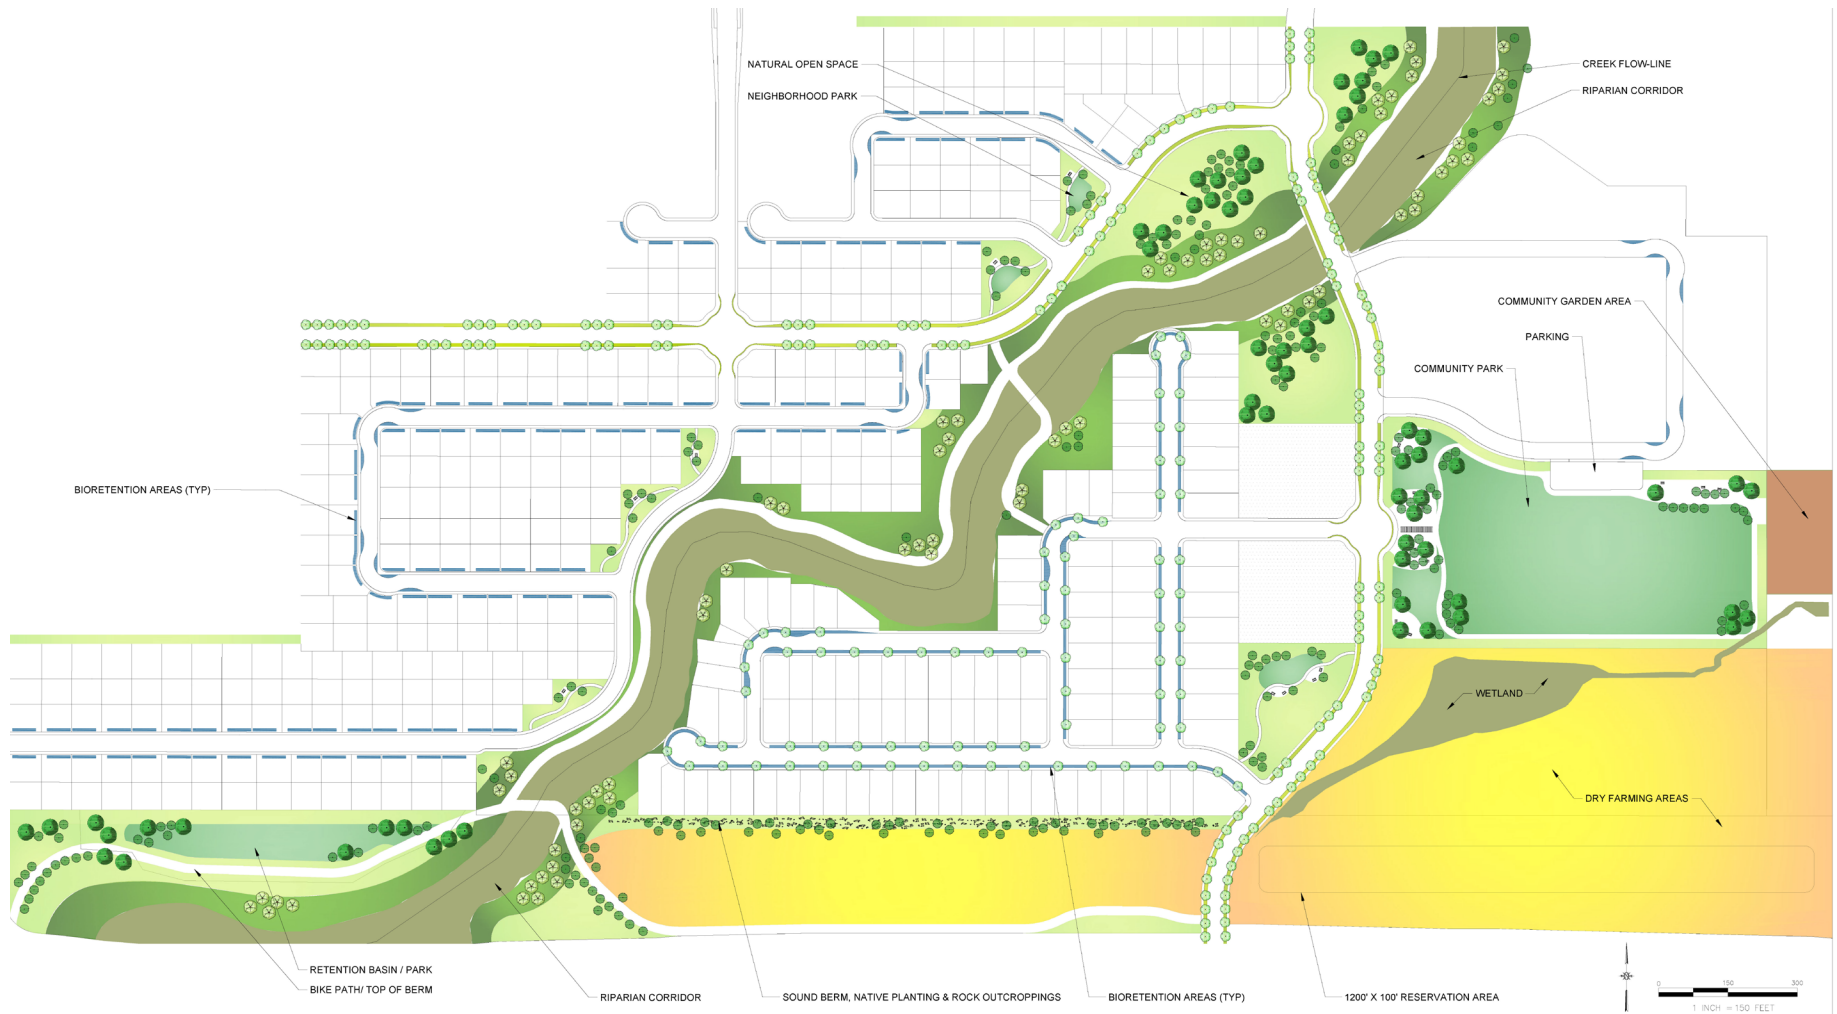 NATURAL OPEN SPACE
CREEK FLOW-LINE
RIPARIAN CORRIDOR
NEIGHBORHOOD PARK
COMMUNITY GARDEN AREA
PARKING
COMMUNITY PARK
BIORETENTION AREAS (TYP)
WETLAND
DRY FARMING AREAS
RETENTION BASIN / PARK
BIKE PATH/ TOP OF BERM
RIPARIAN CORRIDOR
SOUND BERM, NATIVE PLANTING & ROCK OUTCROPPINGS
BIORETENTION AREAS (TYP)
1200' X 100' RESERVATION AREA
0 150 300
1 INCH = 150 FEET